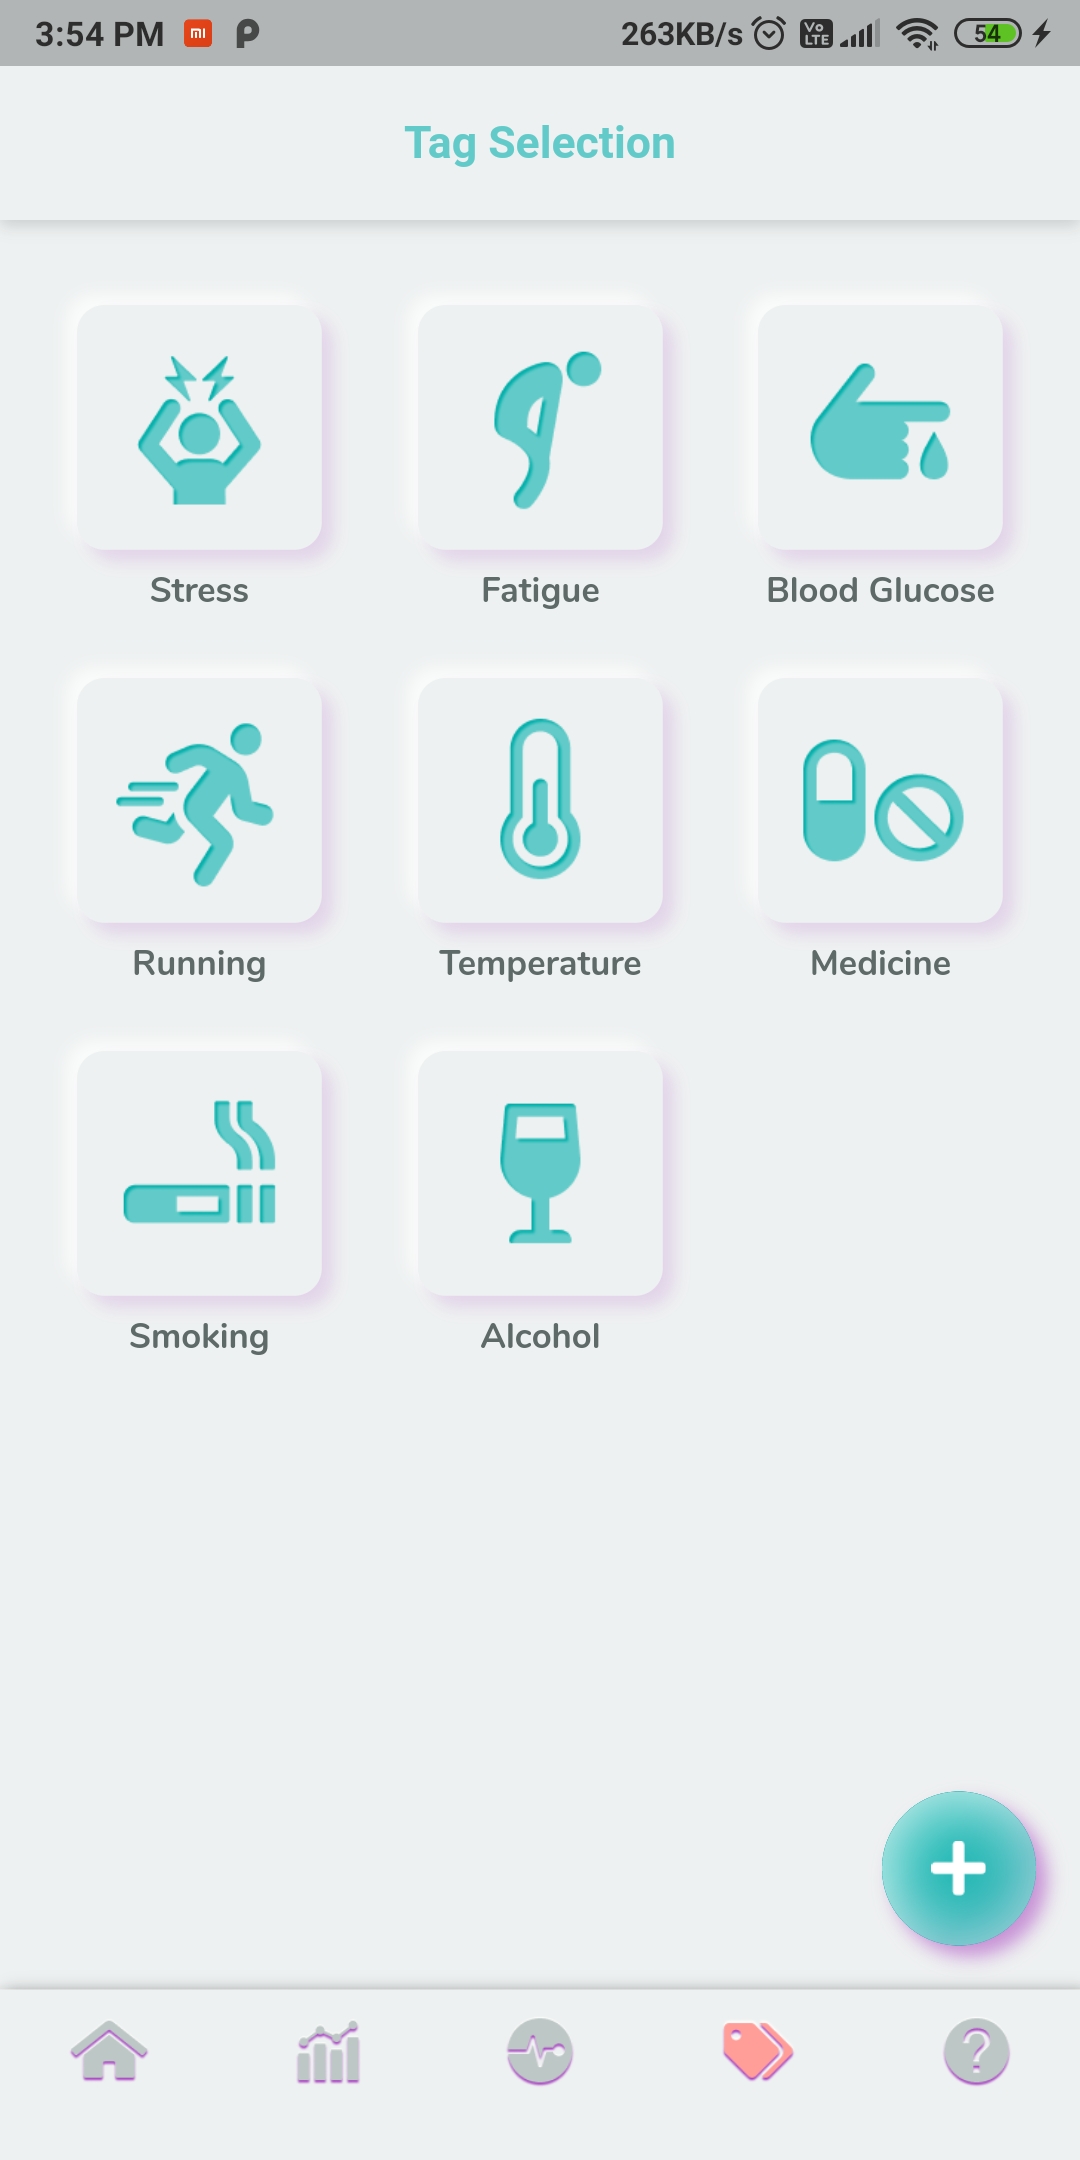 3:54 PM mi 263KB/s Vo LTE 54
Tag Selection
Stress Fatigue Blood Glucose
Running Temperature Medicine
Smoking Alcohol